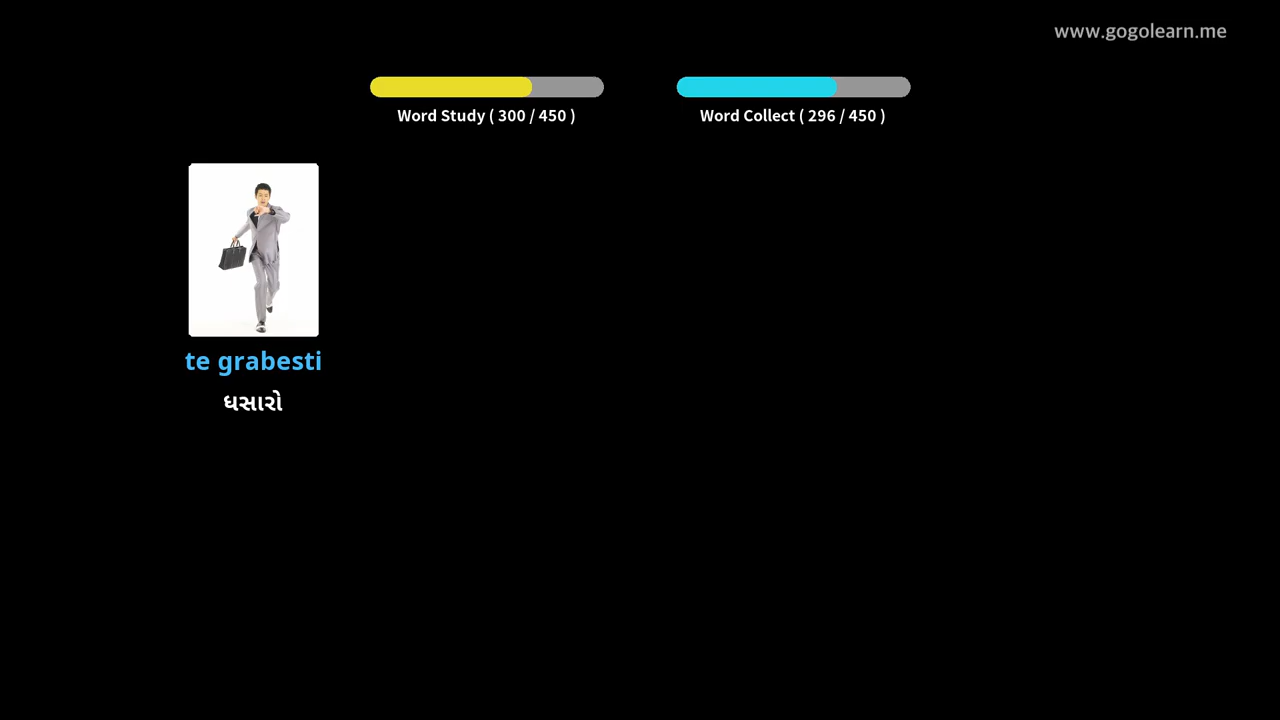 www.gogolearn.me
Word Study ( 300 / 450 )
Word Collect ( 296 / 450 )
te grabesti
ધસારો